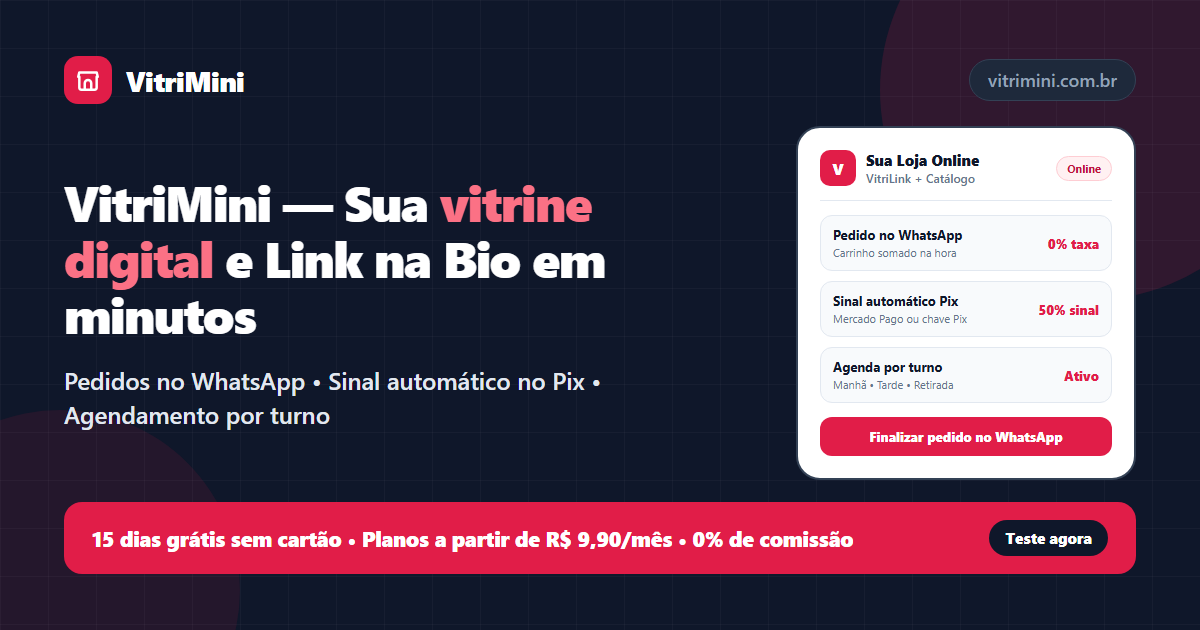 VitriMini
vitrimini.com.br
VitriMini — Sua vitrine
digital e Link na Bio em
minutos
Pedidos no WhatsApp • Sinal automático no Pix •
Agendamento por turno
V
Sua Loja Online
VitriLink + Catálogo
Online
Pedido no WhatsApp
Carrinho somado na hora
0% taxa
Sinal automático Pix
Mercado Pago ou chave Pix
50% sinal
Agenda por turno
Manhã • Tarde • Retirada
Ativo
Finalizar pedido no WhatsApp
15 dias grátis sem cartão • Planos a partir de R$ 9,90/mês • 0% de comissão
Teste agora